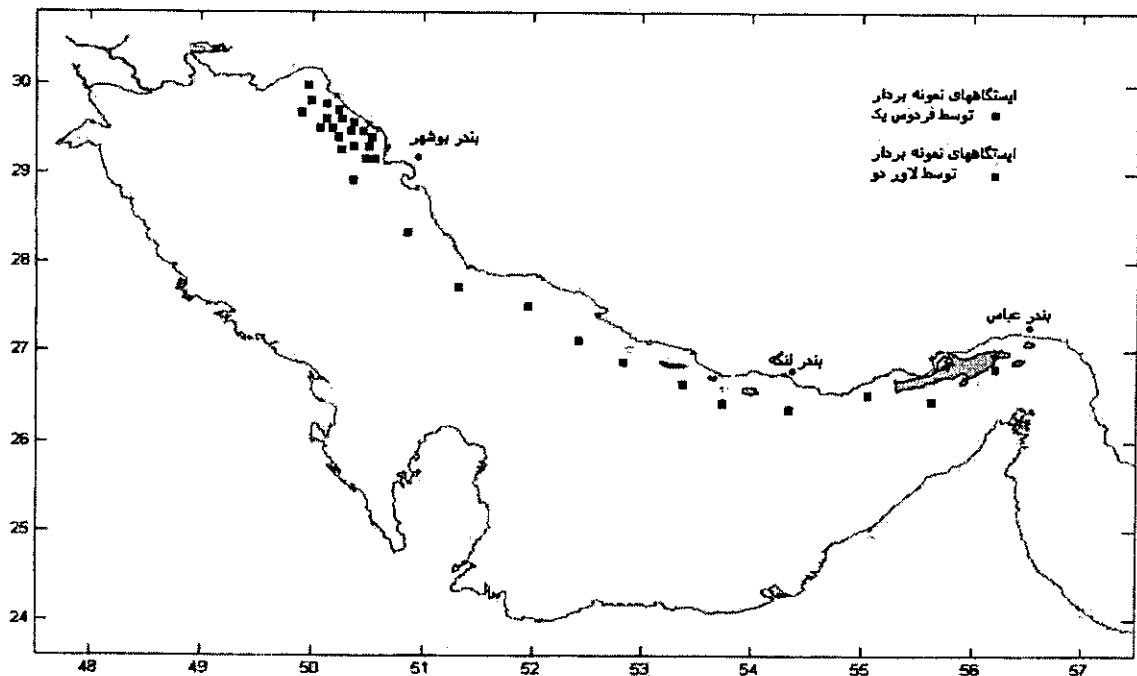 30
29
28
27
26
25
24
48 49 50 51 52 53 54 55 56 57
ایستگاههای نمونه بردار
توسط فردوس یک
ایستگاههای نمونه بردار
توسط لاور دو
بندر بوشهر
بندر لنگه
بندر عباس